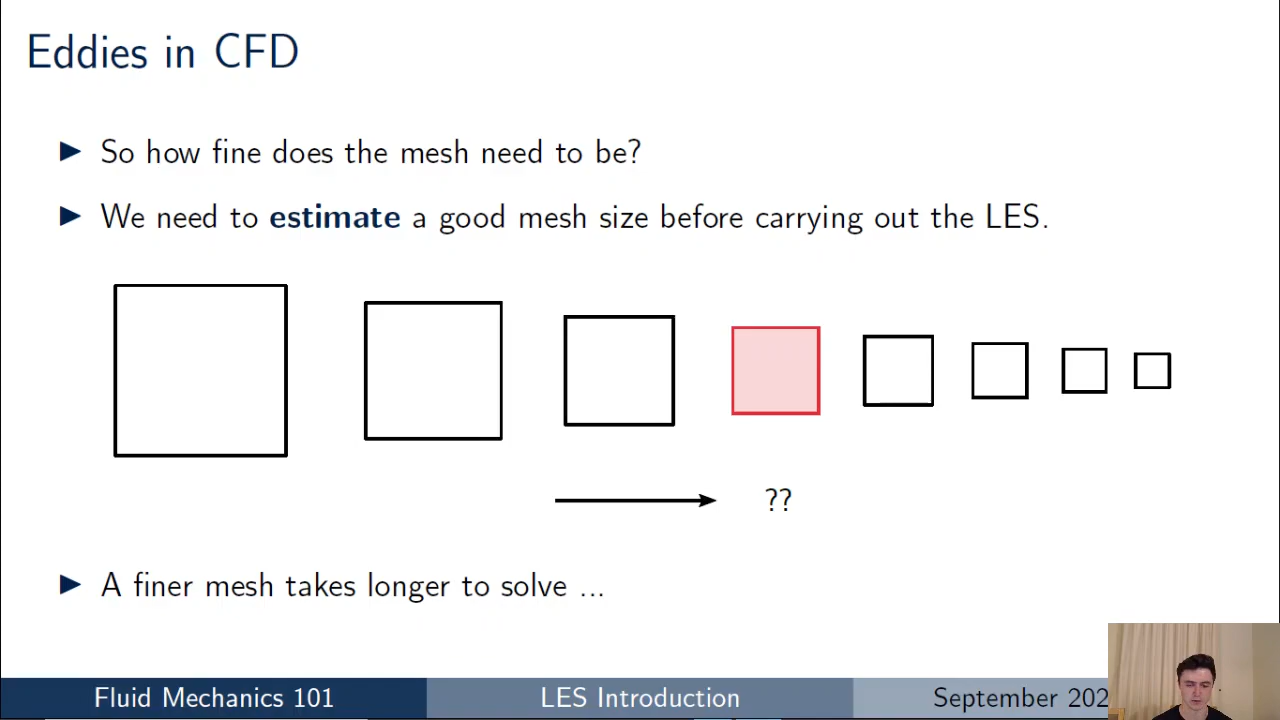 Eddies in CFD
So how fine does the mesh need to be?
We need to estimate a good mesh size before carrying out the LES.
??
A finer mesh takes longer to solve ...
Fluid Mechanics 101
LES Introduction
September 202